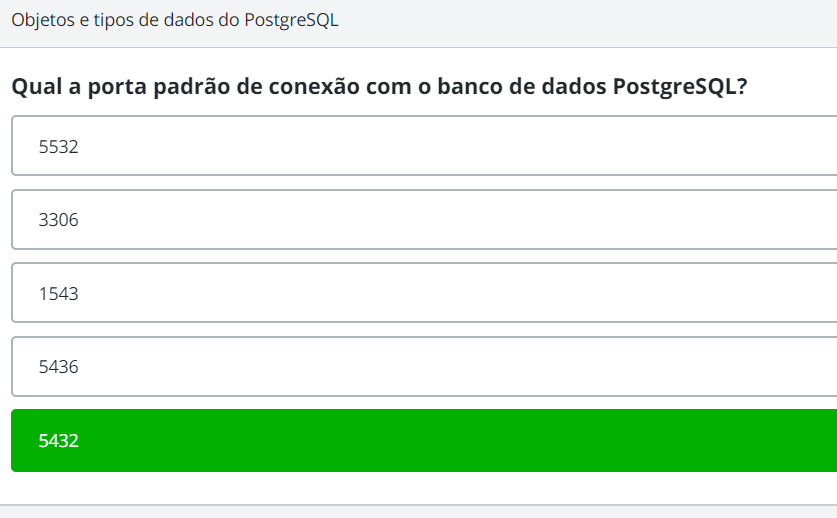 Objetos e tipos de dados do PostgreSQL
Qual a porta padrão de conexão com o banco de dados PostgreSQL?
5532
3306
1543
5436
5432